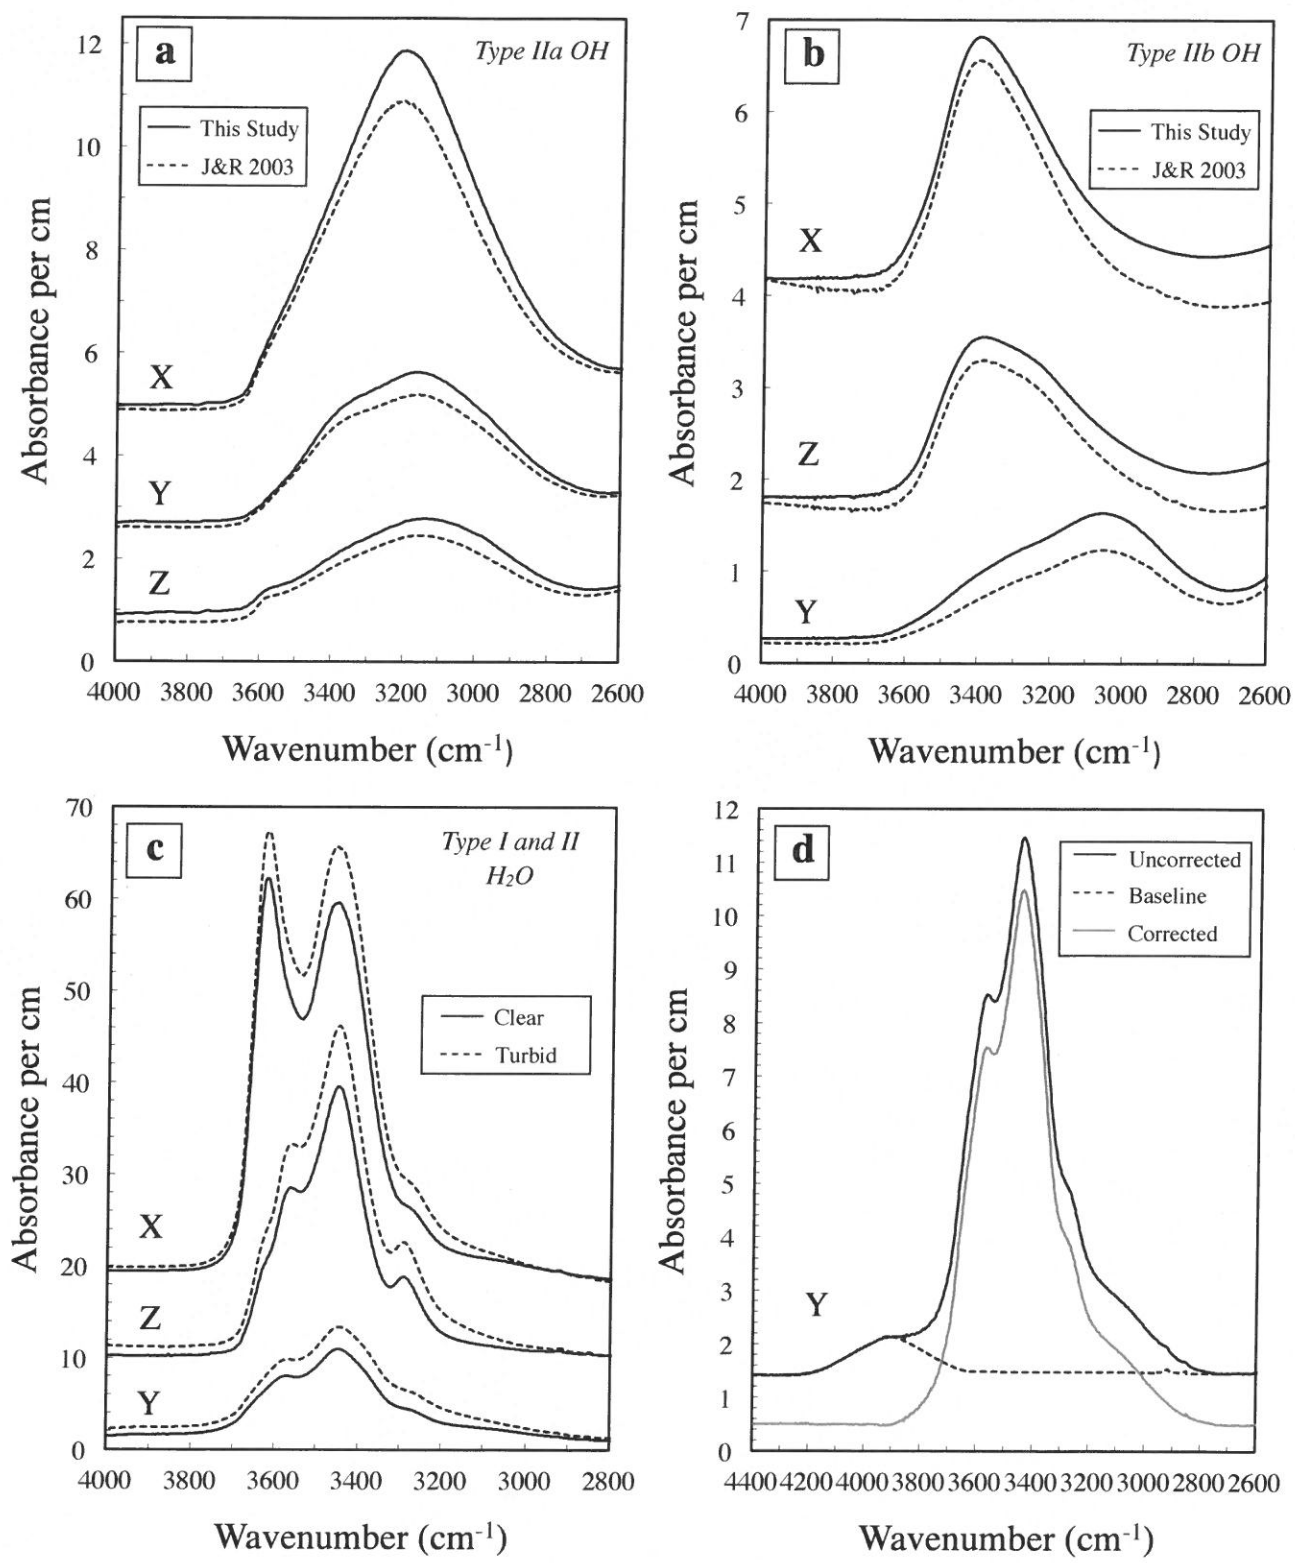 a
Type IIa OH
This Study
J&R 2003
12
10
8
6
4
2
0
X
Y
Z
Absorbance per cm
4000 3800 3600 3400 3200 3000 2800 2600
Wavenumber (cm-1)
b
Type IIb OH
This Study
J&R 2003
7
6
5
4
3
2
1
0
X
Z
Y
Absorbance per cm
4000 3800 3600 3400 3200 3000 2800 2600
Wavenumber (cm-1)
c
Type I and II
H2O
Clear
Turbid
70
60
50
40
30
20
10
0
X
Z
Y
Absorbance per cm
4000 3800 3600 3400 3200 3000 2800
Wavenumber (cm-1)
d
Uncorrected
Baseline
Corrected
12
11
10
9
8
7
6
5
4
3
2
1
0
Y
Absorbance per cm
4400 4200 4000 3800 3600 3400 3200 3000 2800 2600
Wavenumber (cm-1)